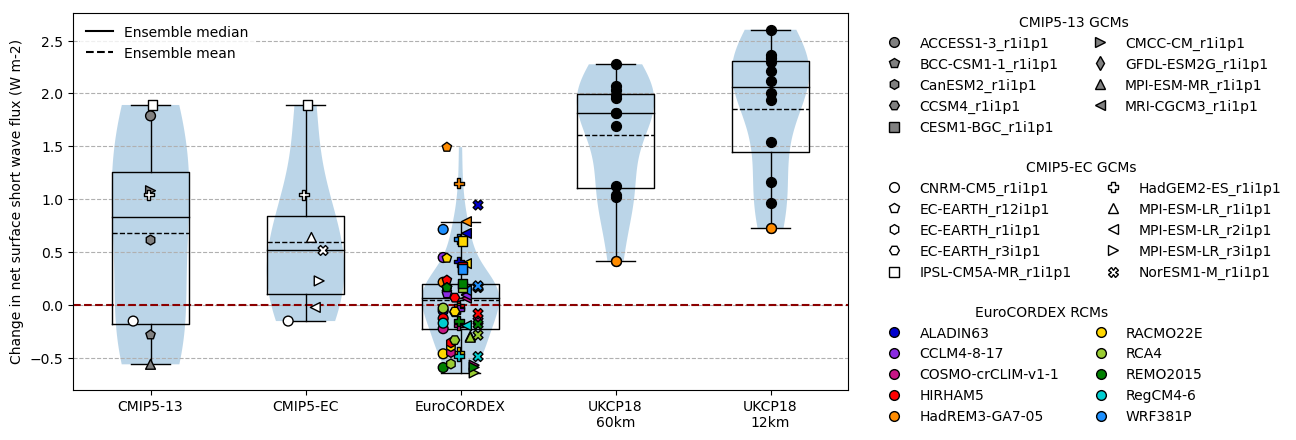 Change in net surface short wave flux (W m-2)
2.5
2.0
1.5
1.0
0.5
0.0
−0.5
Ensemble median
Ensemble mean
CMIP5-13
CMIP5-EC
EuroCORDEX
UKCP18
60km
UKCP18
12km
CMIP5-13 GCMs
ACCESS1-3_r1i1p1
BCC-CSM1-1_r1i1p1
CanESM2_r1i1p1
CCSM4_r1i1p1
CESM1-BGC_r1i1p1
CMCC-CM_r1i1p1
GFDL-ESM2G_r1i1p1
MPI-ESM-MR_r1i1p1
MRI-CGCM3_r1i1p1
CMIP5-EC GCMs
CNRM-CM5_r1i1p1
EC-EARTH_r12i1p1
EC-EARTH_r1i1p1
EC-EARTH_r3i1p1
IPSL-CM5A-MR_r1i1p1
HadGEM2-ES_r1i1p1
MPI-ESM-LR_r1i1p1
MPI-ESM-LR_r2i1p1
MPI-ESM-LR_r3i1p1
NorESM1-M_r1i1p1
EuroCORDEX RCMs
ALADIN63
CCLM4-8-17
COSMO-crCLIM-v1-1
HIRHAM5
HadREM3-GA7-05
RACMO22E
RCA4
REMO2015
RegCM4-6
WRF381P